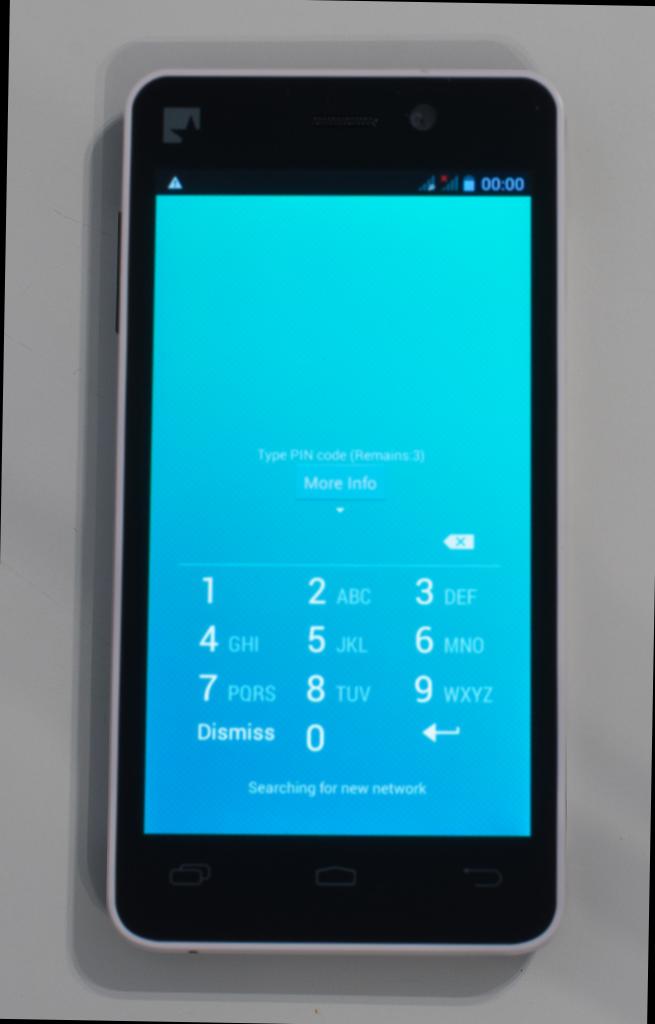 00:00
Type PIN code (Remains:3)
More Info
1 2 ABC 3 DEF
4 GHI 5 JKL 6 MNO
7 PQRS 8 TUV 9 WXYZ
Dismiss 0
Searching for new network